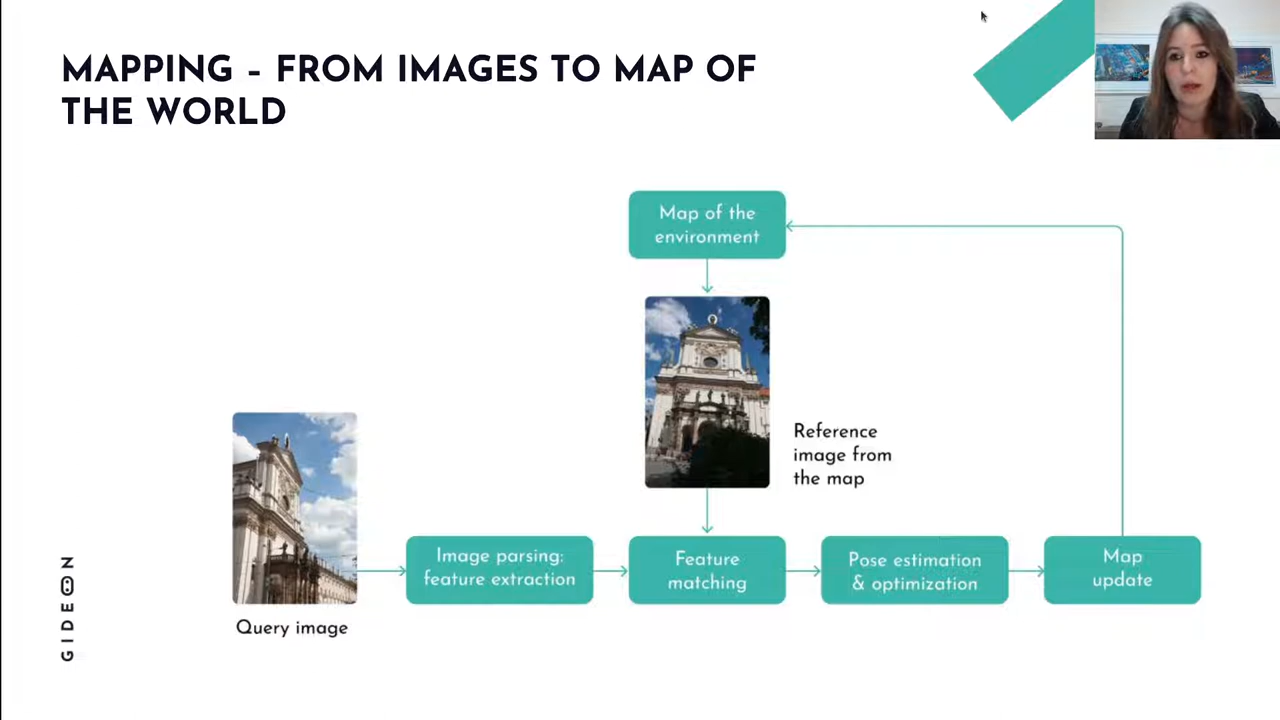 MAPPING – FROM IMAGES TO MAP OF
THE WORLD
Map of the
environment
Reference
image from
the map
Image parsing:
feature extraction
Feature
matching
Pose estimation
& optimization
Map
update
Query image
GIDEON